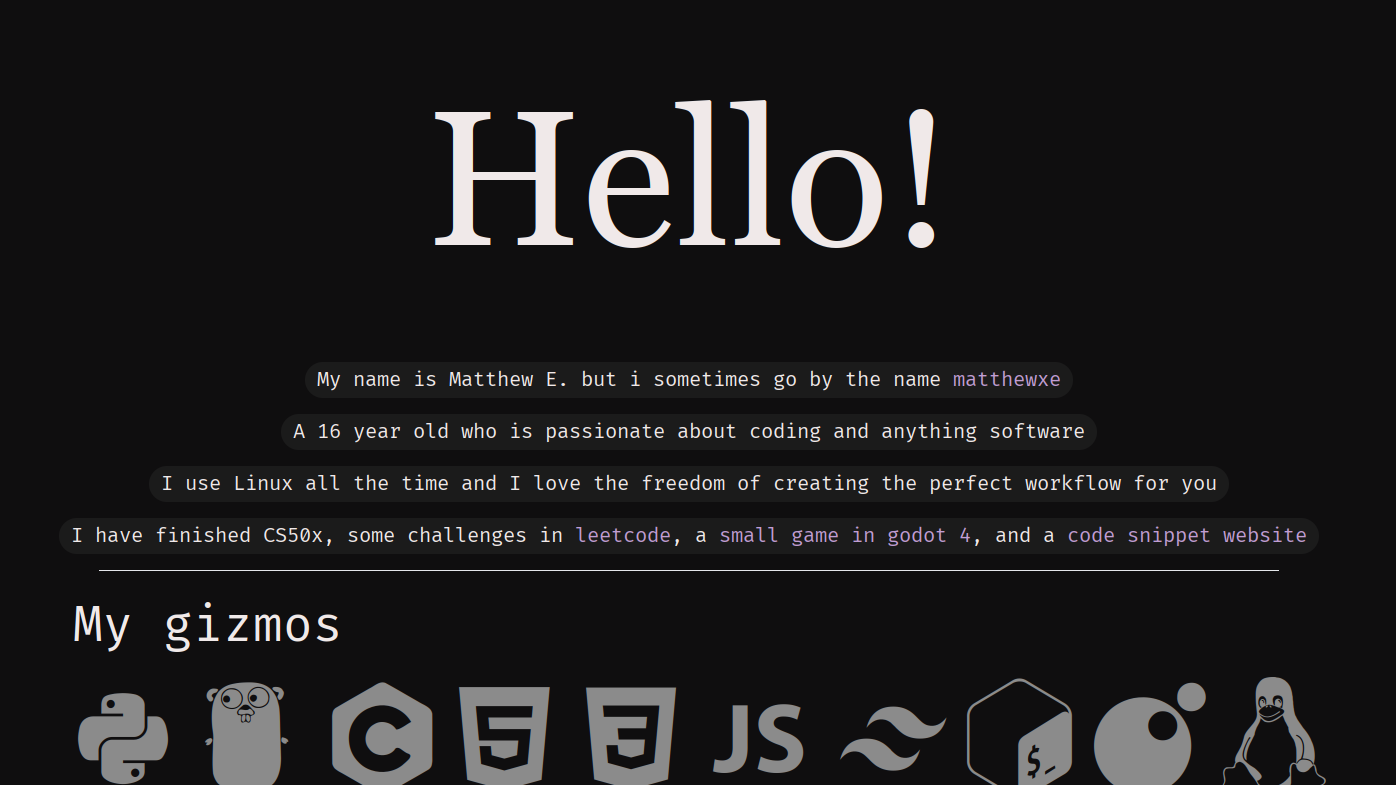 Hello!
My name is Matthew E. but i sometimes go by the name matthewxe
A 16 year old who is passionate about coding and anything software
I use Linux all the time and I love the freedom of creating the perfect workflow for you
I have finished CS50x, some challenges in leetcode, a small game in godot 4, and a code snippet website
My gizmos
C
5
3
JS
$_